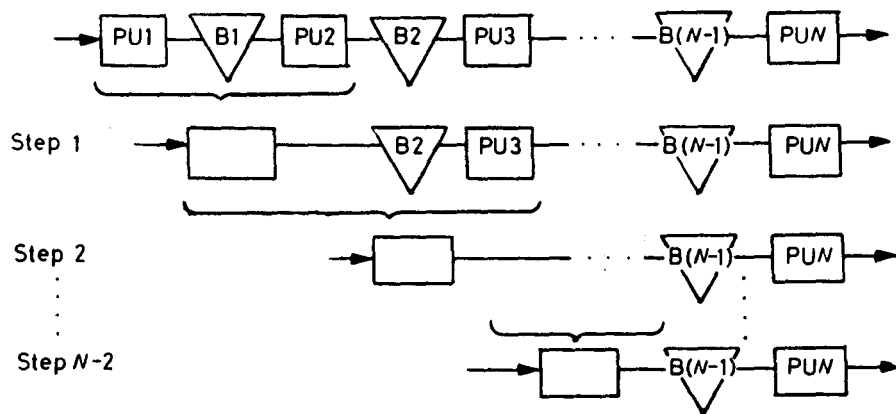 PU1 B1 PU2 B2 PU3 B(N-1) PUN
Step 1 B2 PU3 B(N-1) PUN
Step 2 B(N-1) PUN
Step N-2 B(N-1) PUN